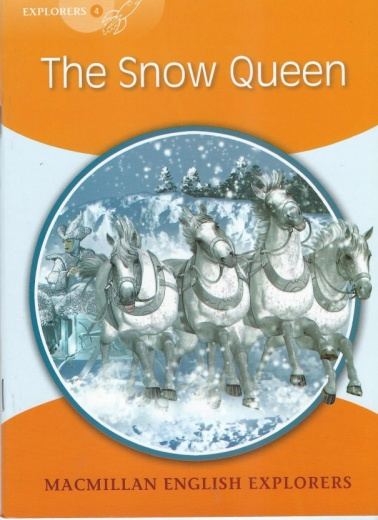 EXPLORERS 4
The Snow Queen
MACMILLAN ENGLISH EXPLORERS